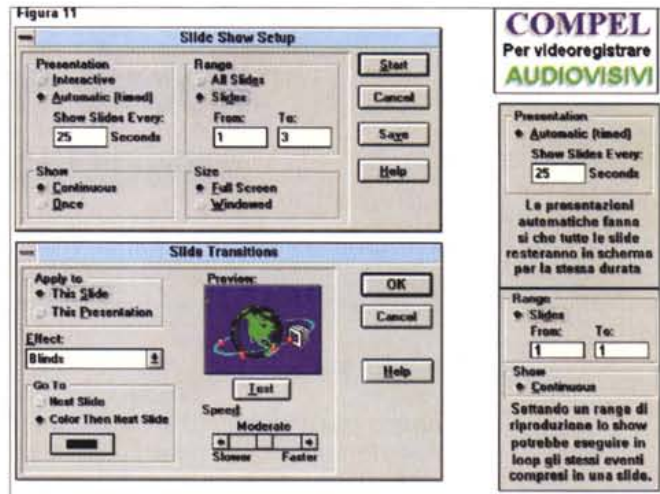 Figura 11
Slide Show Setup
Presentation
Interactive
Automatic (timed)
Show Slides Every:
25 Seconds
Range
All Slides
Slides
From: To:
1 3
Show
Continuous
Once
Size
Full Screen
Windowed
Start
Cancel
Save
Help
Slide Transitions
Apply to
This Slide
This Presentation
Effect:
Blinds
Go To
Next Slide
Color Then Next Slide
Preview:
Test
Speed:
Moderate
Slower Faster
OK
Cancel
Help
COMPEL
Per videoregistrare
AUDIOVISIVI
Presentation
Automatic (timed)
Show Slides Every:
25 Seconds
Le presentazioni
automatiche fanno
si che tutte le slide
resteranno in schermo
per la stessa durata
Range
Slides
From: To:
1 1
Show
Continuous
Settando un range di
riproduzione lo show
potrebbe eseguire in
loop gli stessi eventi
compresi in una slide.